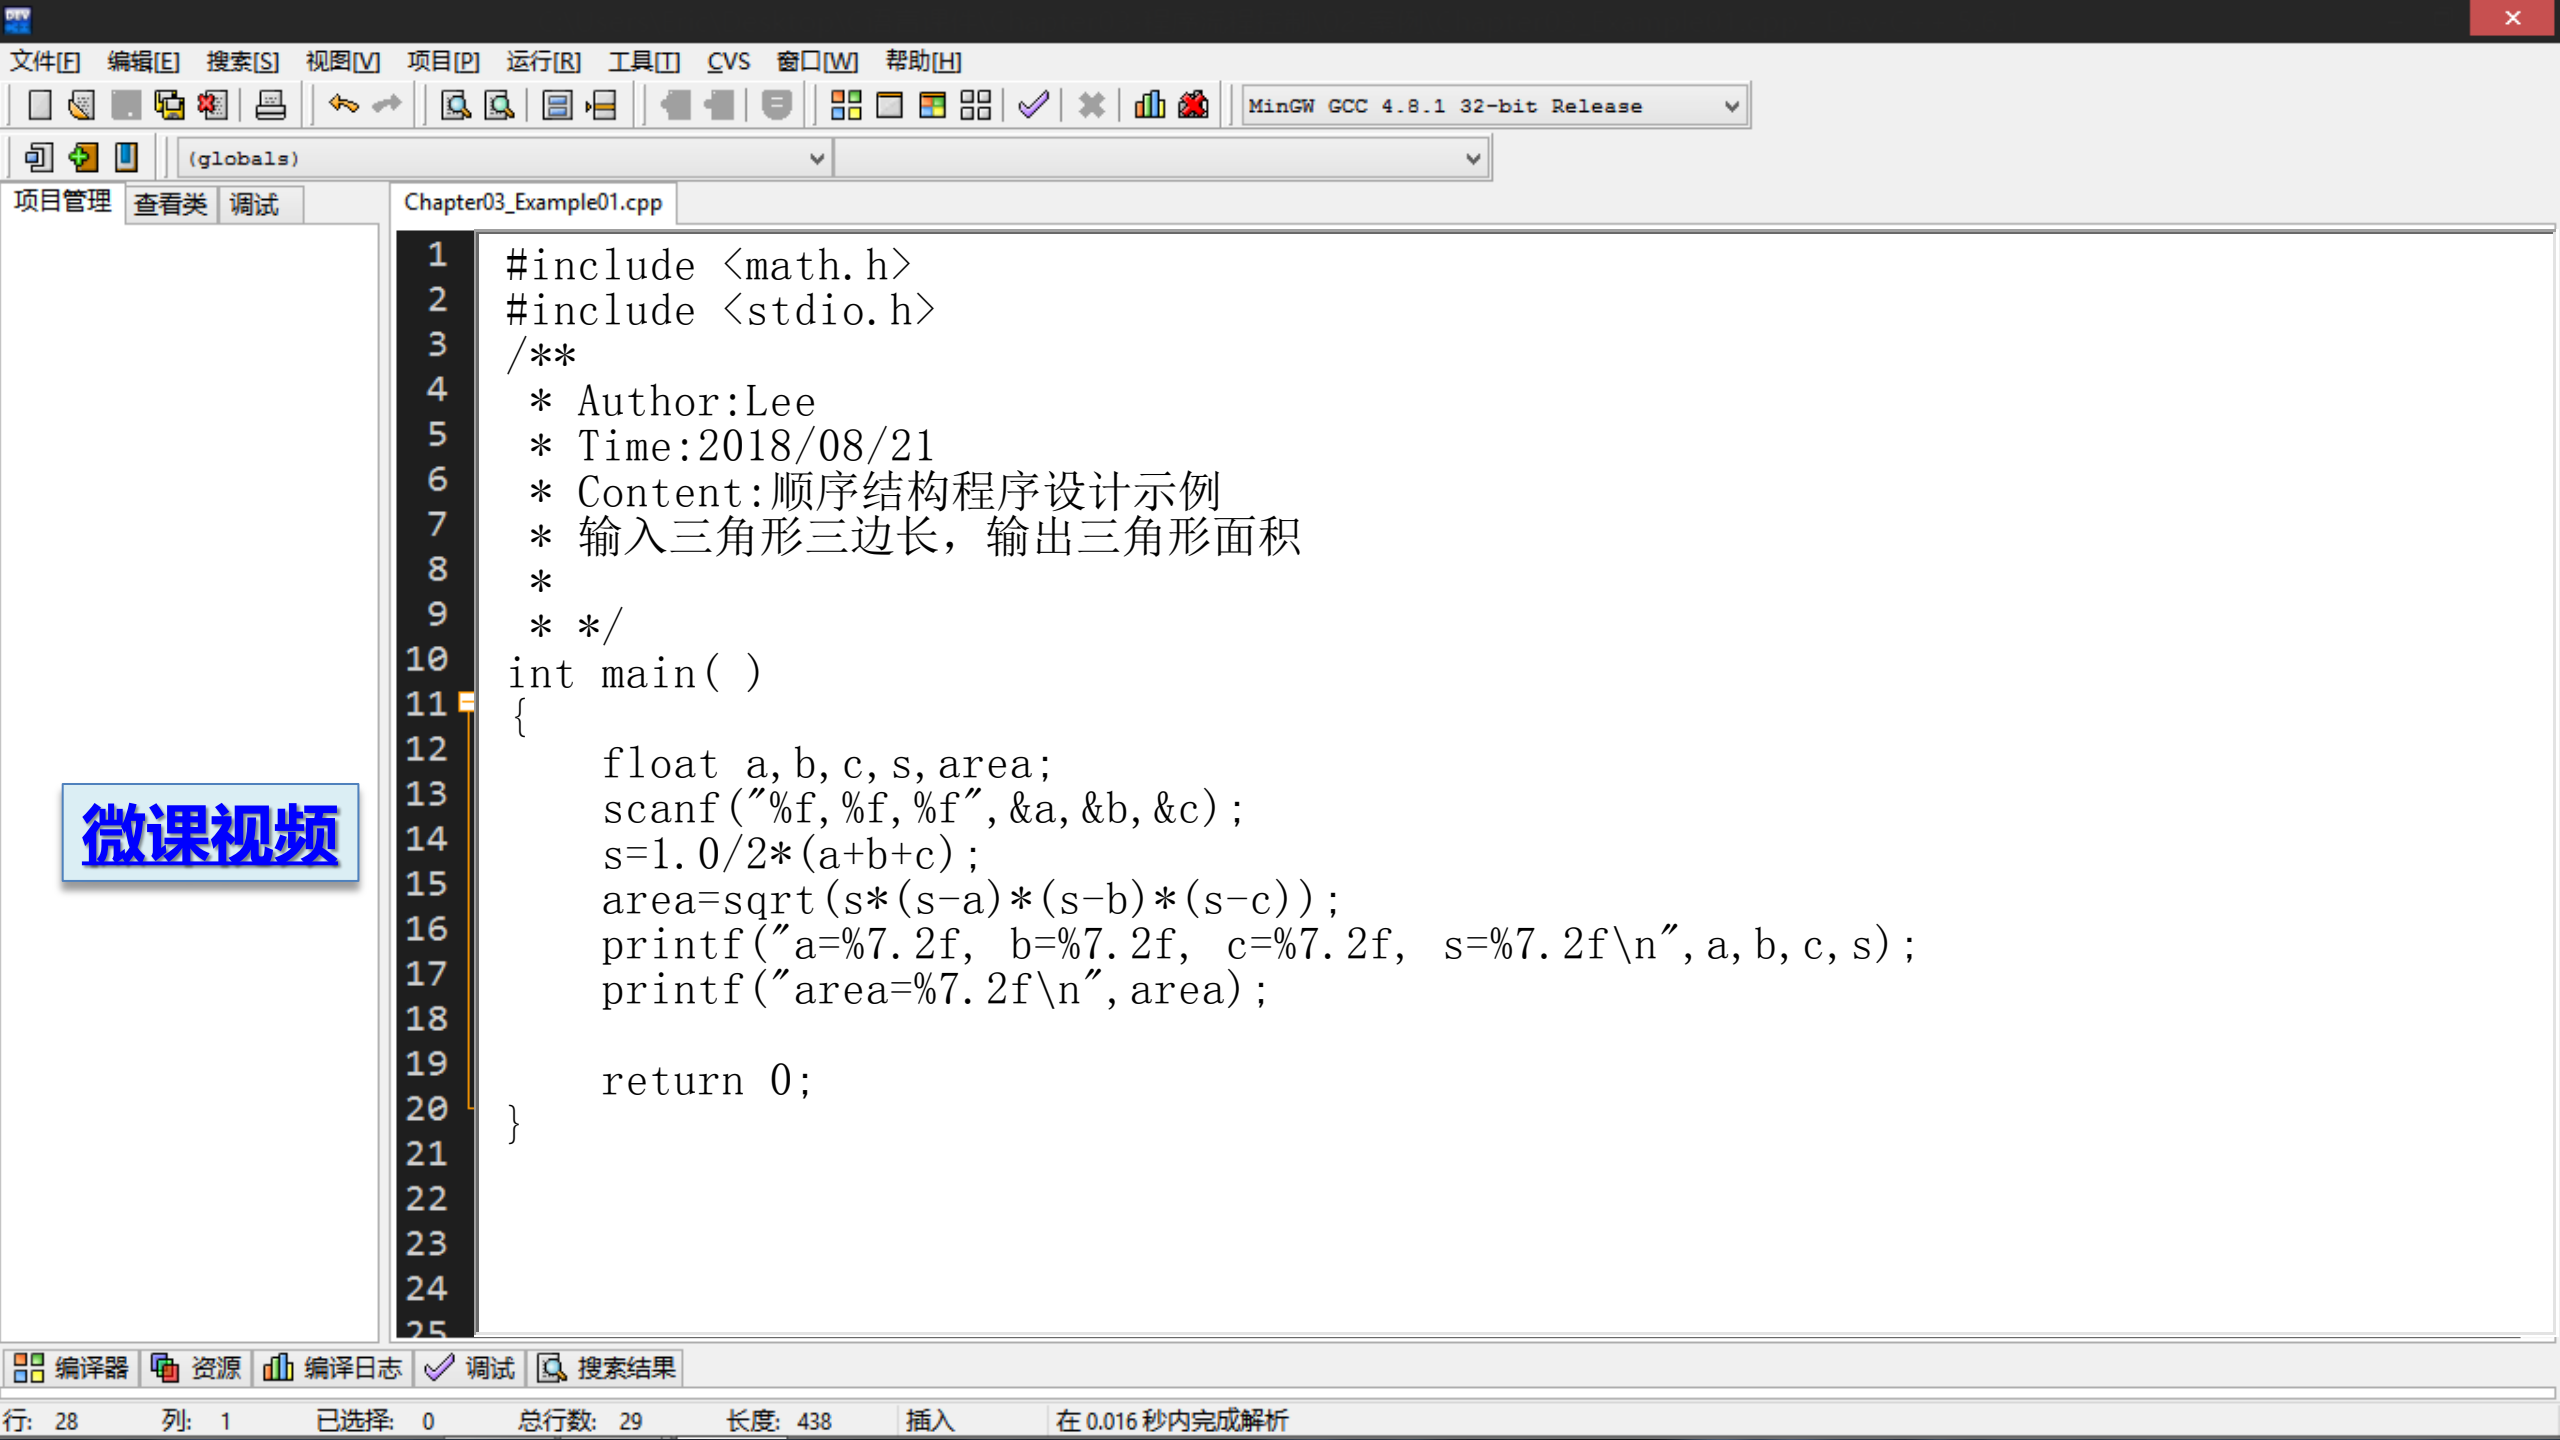 DEV
文件[F] 编辑[E] 搜索[S] 视图[V] 项目[P] 运行[R] 工具[T] CVS 窗口[W] 帮助[H]
MinGW GCC 4.8.1 32-bit Release
(globals)
项目管理 查看类 调试 Chapter03_Example01.cpp
1 #include <math.h>
2 #include <stdio.h>
3 /**
4  * Author:Lee
5  * Time:2018/08/21
6  * Content:顺序结构程序设计示例
7  * 输入三角形三边长，输出三角形面积
8  *
9  * */
10 int main( )
11 {
12     float a,b,c,s,area;
13     scanf("%f,%f,%f",&a,&b,&c);
14     s=1.0/2*(a+b+c);
15     area=sqrt(s*(s-a)*(s-b)*(s-c));
16     printf("a=%7.2f, b=%7.2f, c=%7.2f, s=%7.2f\n",a,b,c,s);
17     printf("area=%7.2f\n",area);
18
19     return 0;
20 }
21
22
23
24
25
微课视频
编译器 资源 编译日志 调试 搜索结果
行: 28 列: 1 已选择: 0 总行数: 29 长度: 438 插入 在 0.016 秒内完成解析